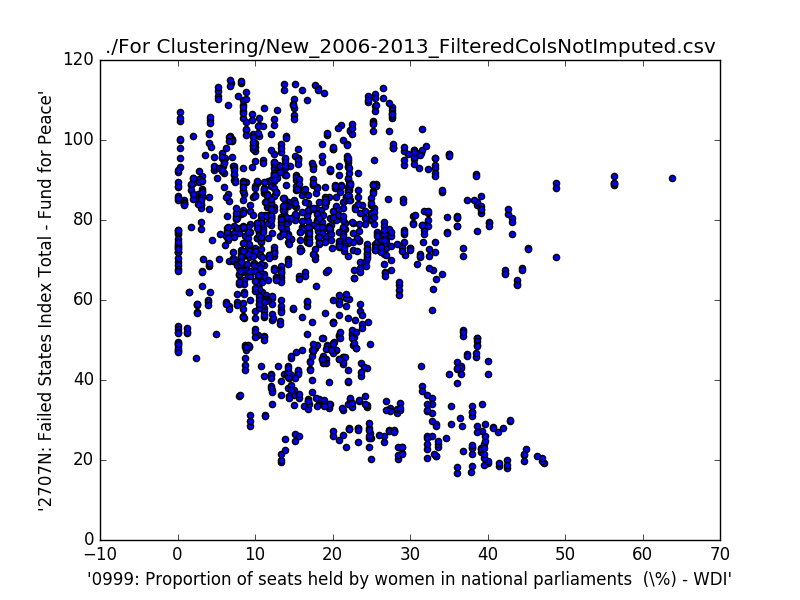 ./For Clustering/New_2006-2013_FilteredColsNotImputed.csv
120
100
80
60
40
20
0
'2707N: Failed States Index Total - Fund for Peace'
−10 0 10 20 30 40 50 60 70
'0999: Proportion of seats held by women in national parliaments  (\%) - WDI'